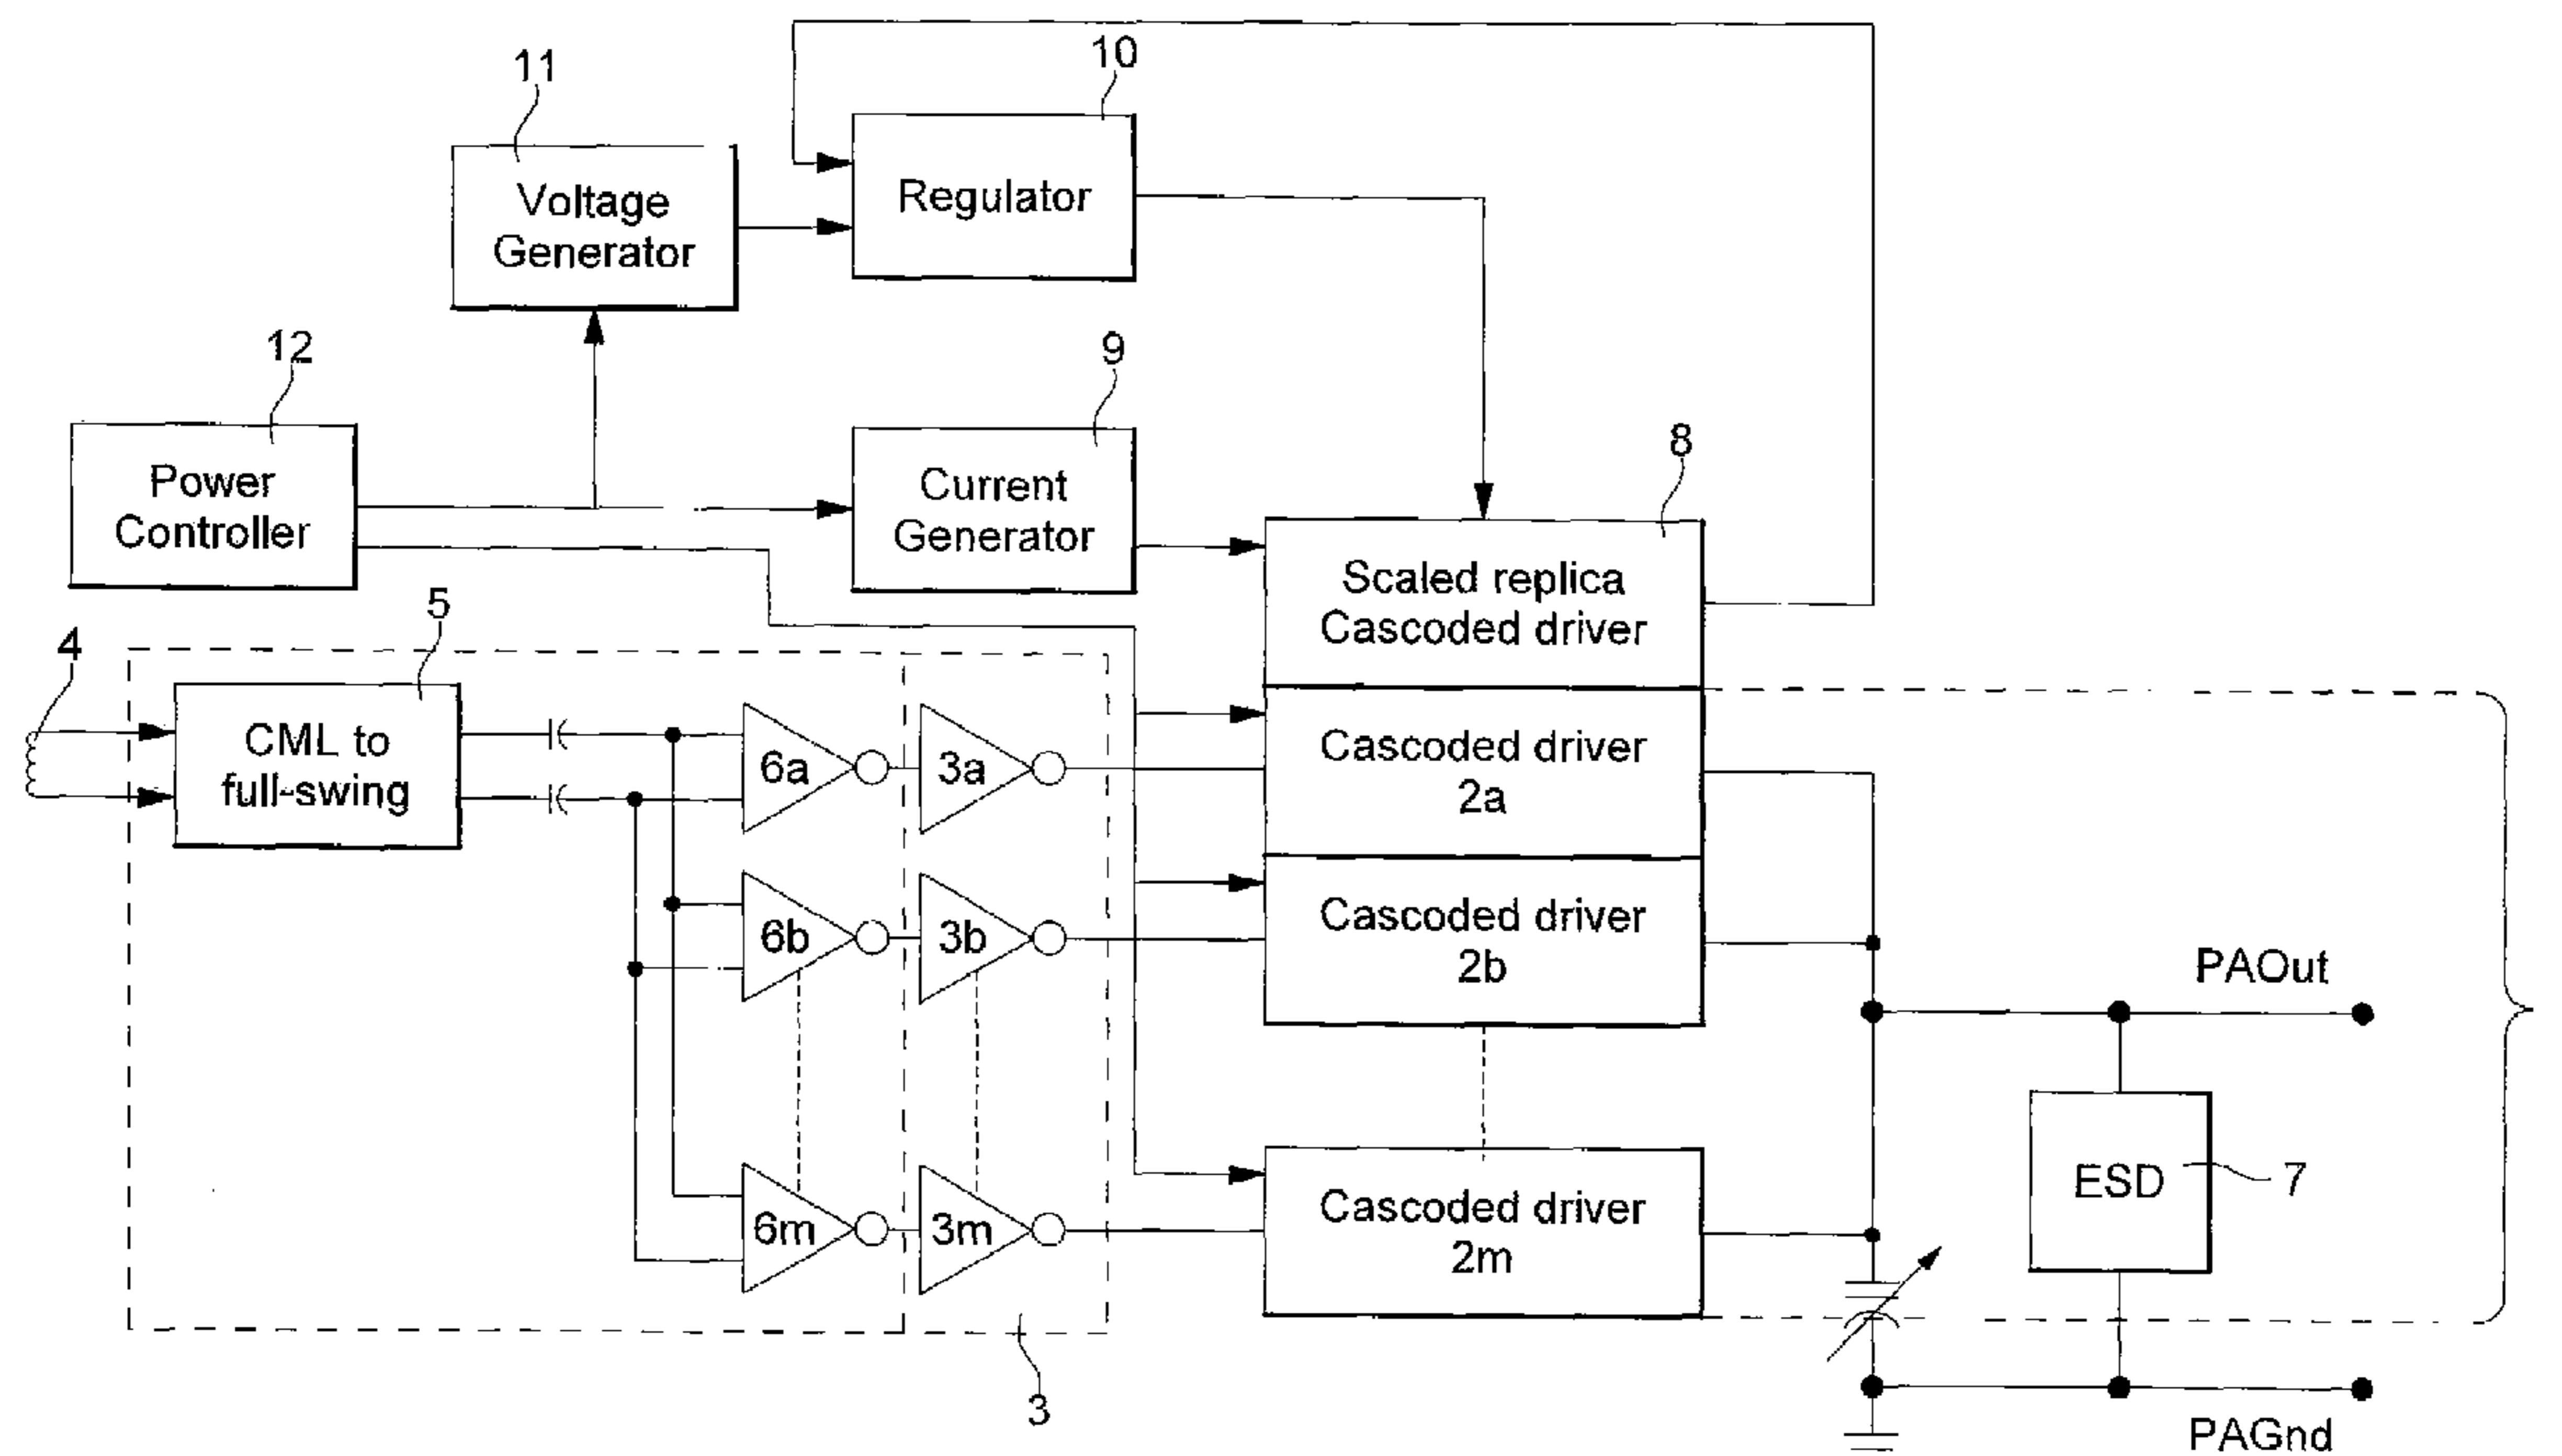 10
11
Voltage
Generator
Regulator
12
9
Power
Controller
Current
Generator
8
Scaled replica
Cascoded driver
4
5
CML to
full-swing
6a
3a
Cascoded driver
2a
6b
3b
Cascoded driver
2b
PAOut
ESD
7
6m
3m
Cascoded driver
2m
3
PAGnd